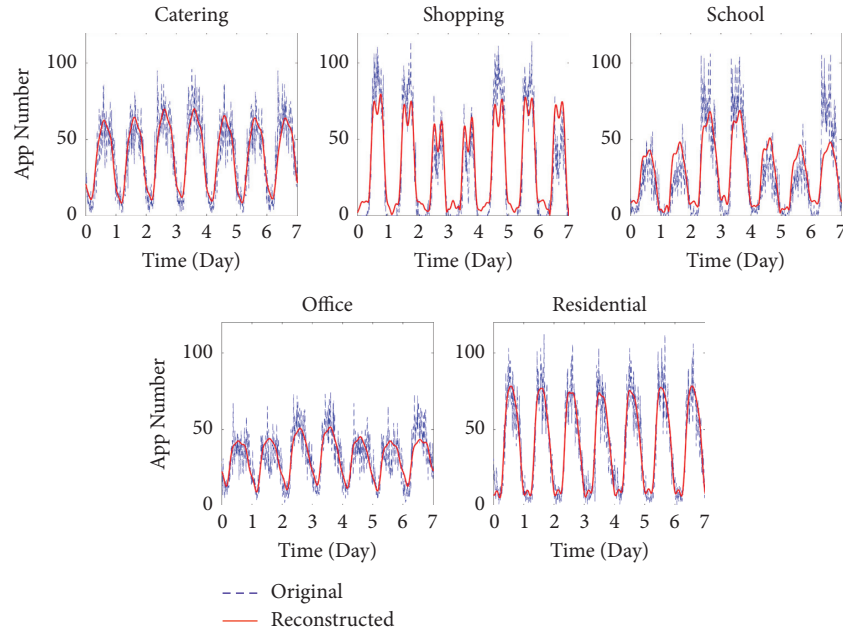 Catering
Shopping
School
App Number
100
50
0
0 1 2 3 4 5 6 7
Time (Day)
100
50
0
0 1 2 3 4 5 6 7
Time (Day)
100
50
0
0 1 2 3 4 5 6 7
Time (Day)
Office
Residential
App Number
100
50
0
0 1 2 3 4 5 6 7
Time (Day)
100
50
0
0 1 2 3 4 5 6 7
Time (Day)
Original
Reconstructed